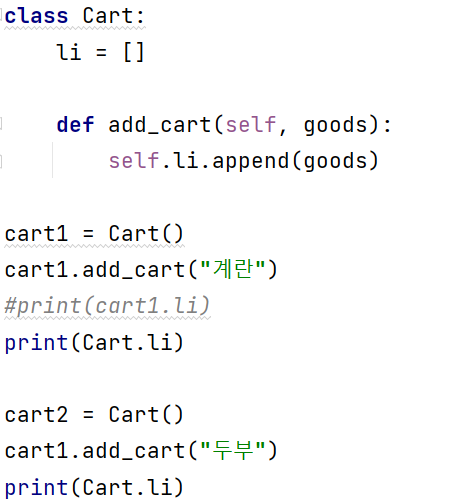 class Cart:
    li = []
    def add_cart(self, goods):
        self.li.append(goods)
cart1 = Cart()
cart1.add_cart("계란")
#print(cart1.li)
print(Cart.li)
cart2 = Cart()
cart1.add_cart("두부")
print(Cart.li)